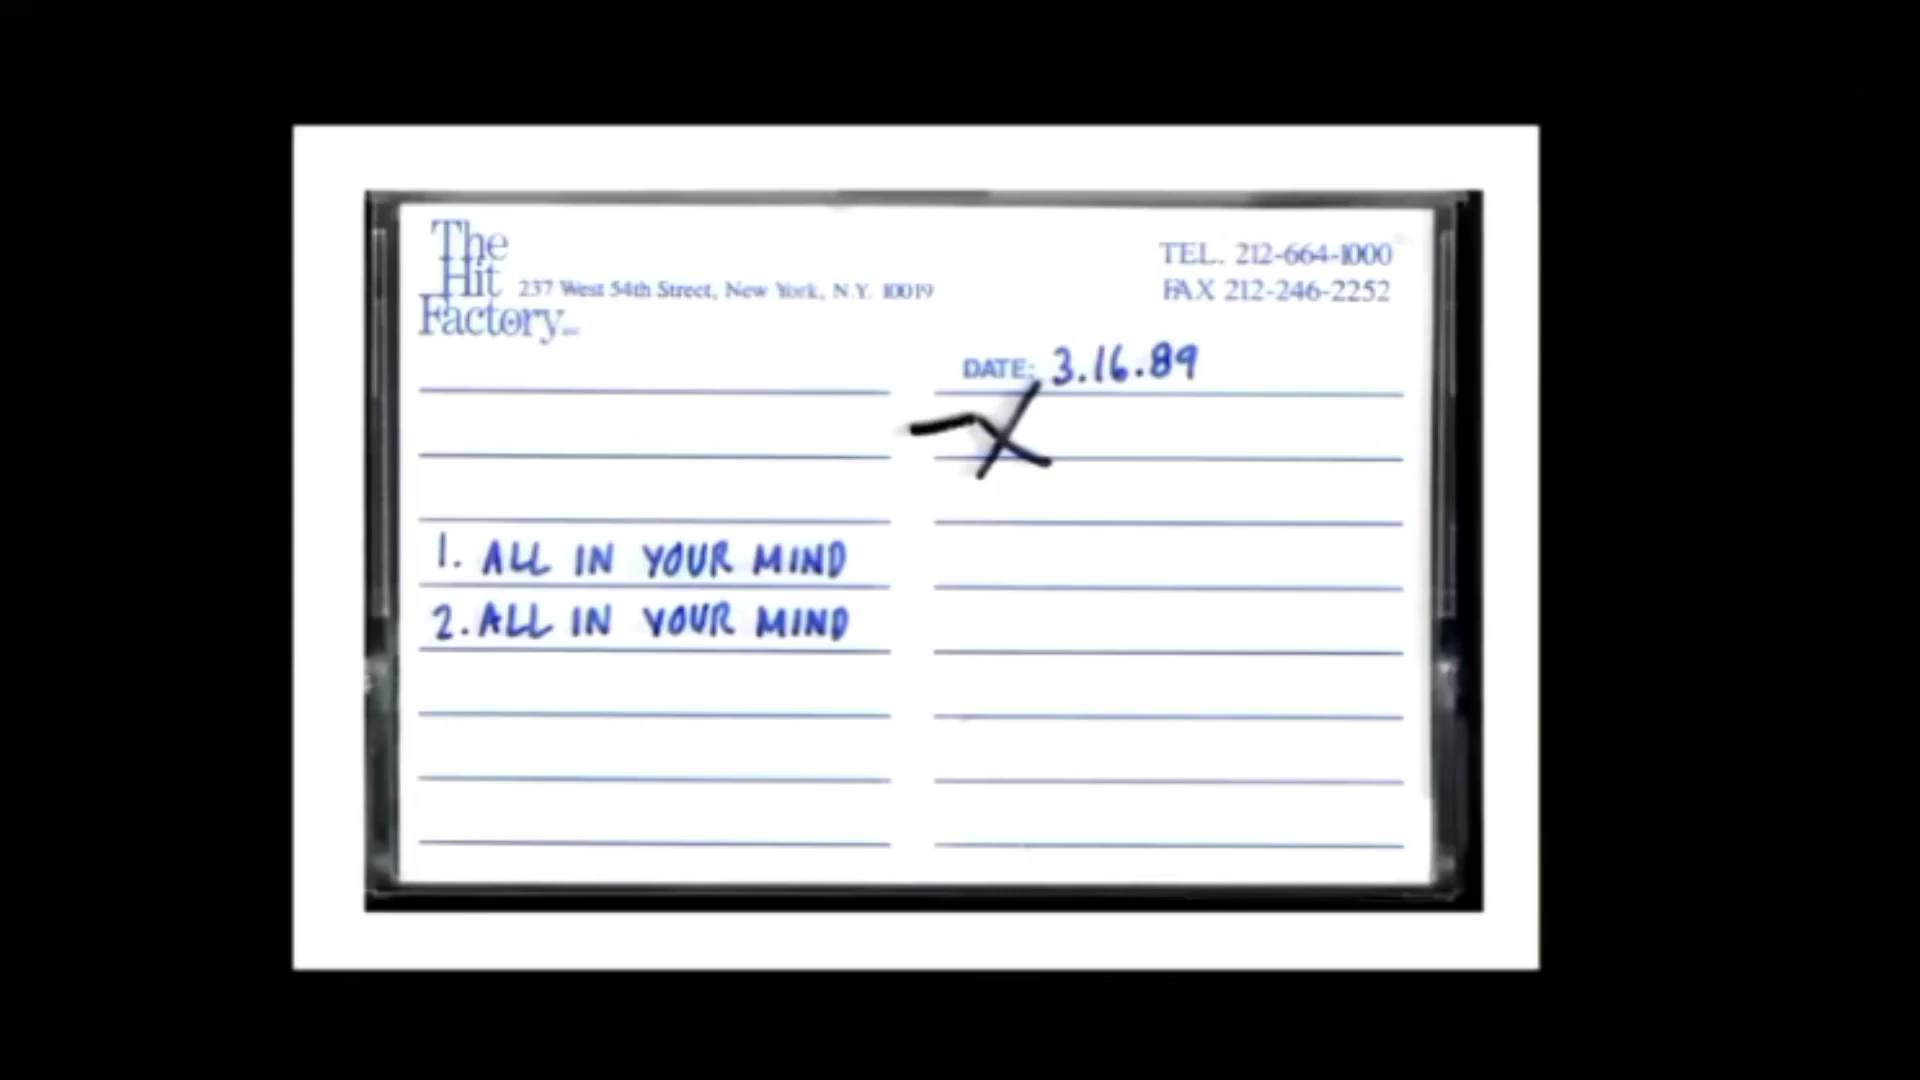 The
Hit
Factory
237 West 54th Street, New York, N.Y. 10019
TEL. 212-664-1000
FAX 212-246-2252
DATE: 3.16.89
1. ALL IN YOUR MIND
2. ALL IN YOUR MIND